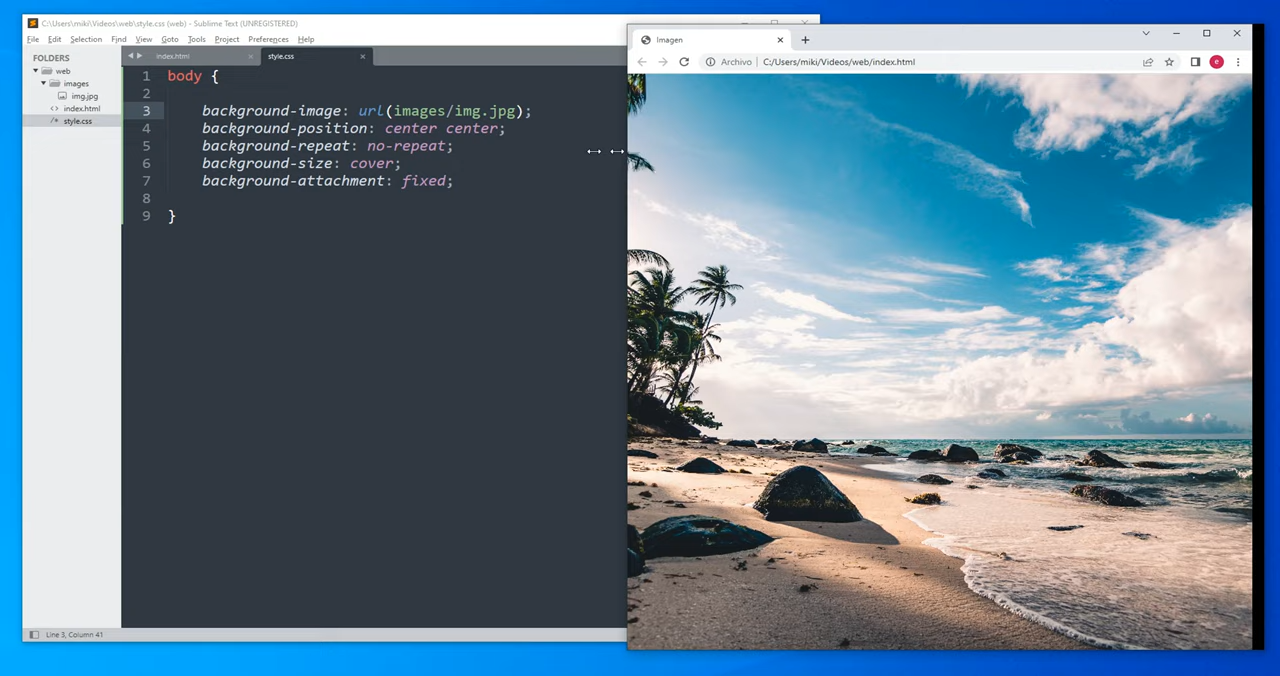 C:\Users\miki\Videos\web\style.css (web) - Sublime Text (UNREGISTERED)
File Edit Selection Find View Goto Tools Project Preferences Help
FOLDERS
web
images
img.jpg
index.html
style.css
index.html style.css
1 body {
2
3 background-image: url(images/img.jpg);
4 background-position: center center;
5 background-repeat: no-repeat;
6 background-size: cover;
7 background-attachment: fixed;
8
9 }
Line 3, Column 41
Imagen
Archivo C:/Users/miki/Videos/web/index.html
e